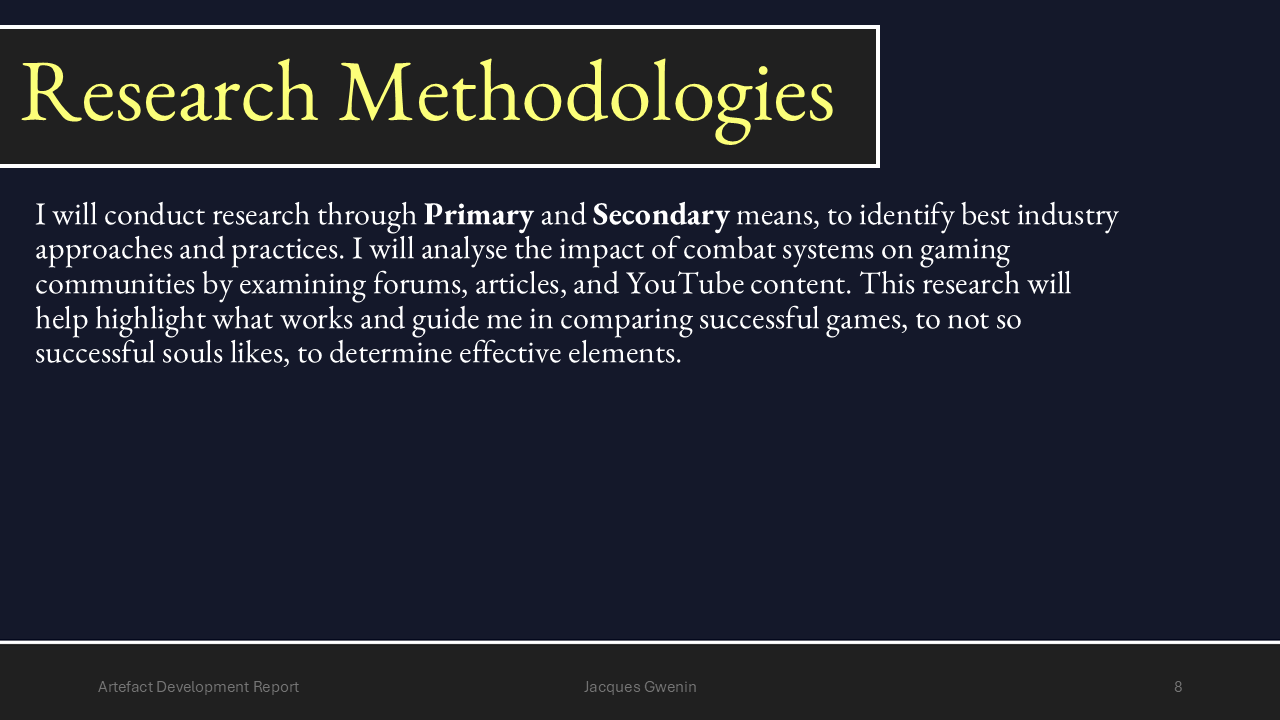 Research Methodologies
I will conduct research through Primary and Secondary means, to identify best industry
approaches and practices. I will analyse the impact of combat systems on gaming
communities by examining forums, articles, and YouTube content. This research will
help highlight what works and guide me in comparing successful games, to not so
successful souls likes, to determine effective elements.
Artefact Development Report
Jacques Gwenin
8